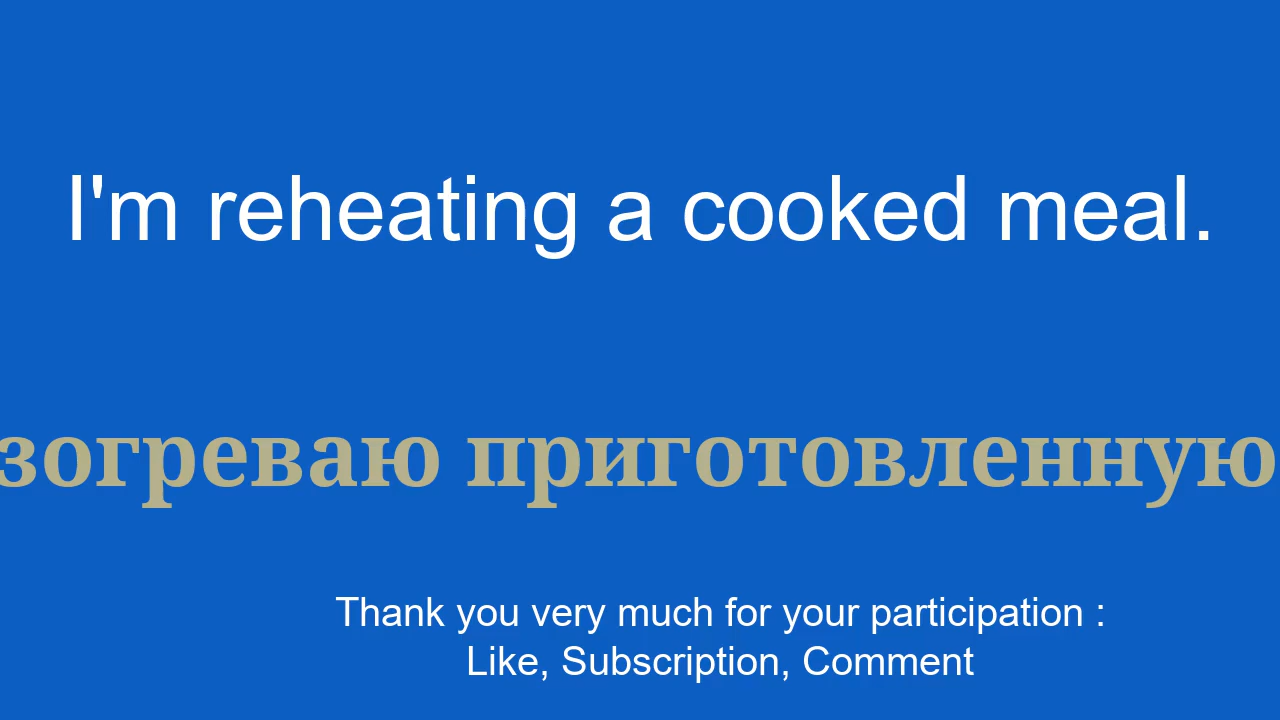 I'm reheating a cooked meal.
зогреваю приготовленную
Thank you very much for your participation :
Like, Subscription, Comment